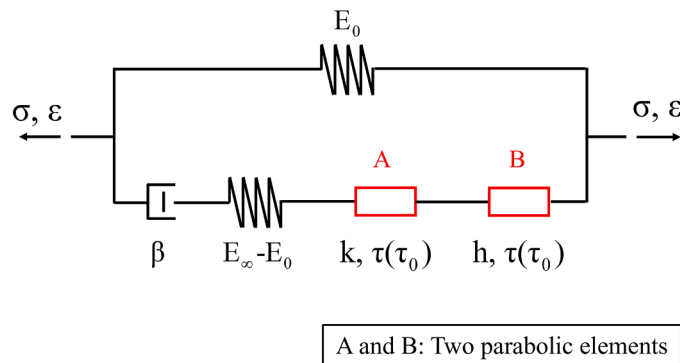 E₀
σ, ε
σ, ε
A
B
β
E∞-E₀
k, τ(τ₀)
h, τ(τ₀)
A and B: Two parabolic elements